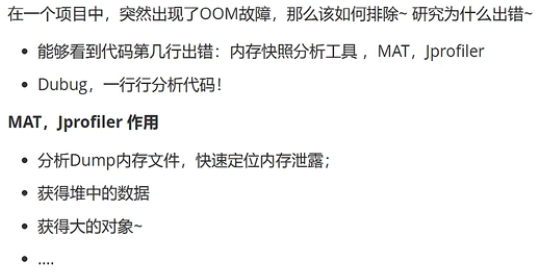 在一个项目中，突然出现了OOM故障，那么该如何排除~ 研究为什么出错~
能够看到代码第几行出错：内存快照分析工具 ，MAT，Jprofiler
Dubug，一行行分析代码！
MAT，Jprofiler 作用
分析Dump内存文件，快速定位内存泄露；
获得堆中的数据
获得大的对象~
....